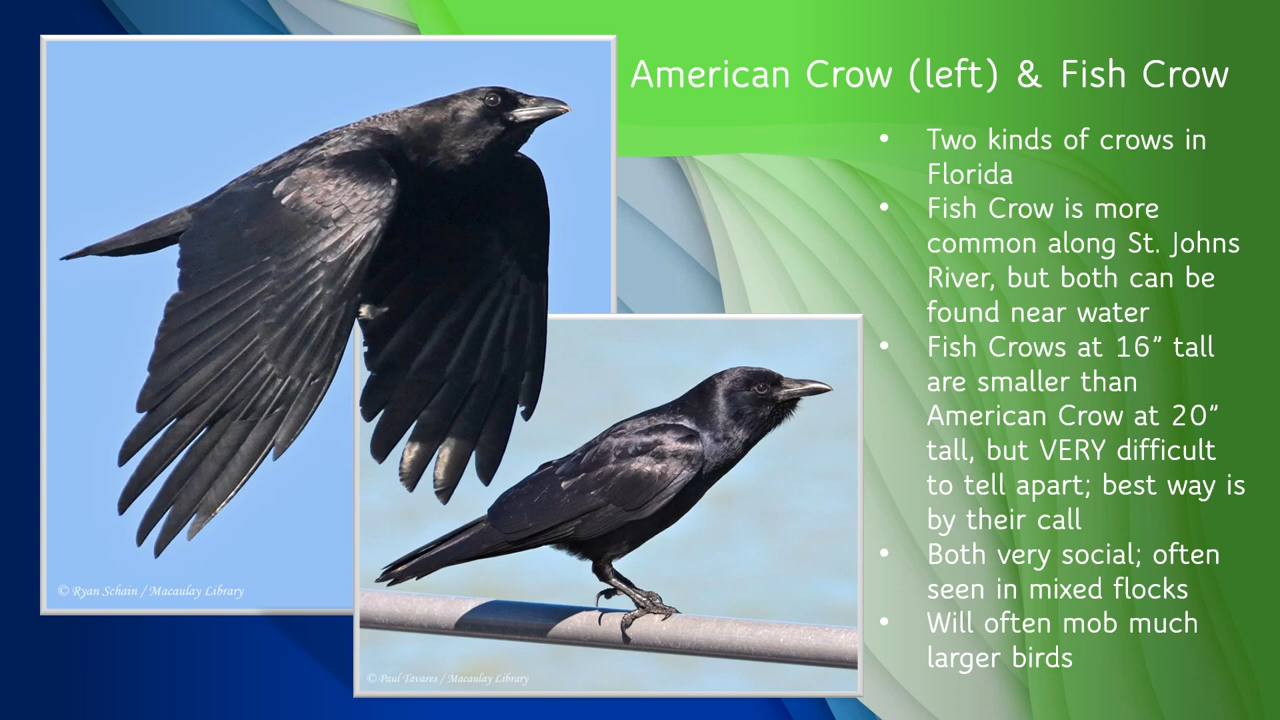 American Crow (left) & Fish Crow
• Two kinds of crows in
Florida
• Fish Crow is more
common along St. Johns
River, but both can be
found near water
• Fish Crows at 16” tall
are smaller than
American Crow at 20”
tall, but VERY difficult
to tell apart; best way is
by their call
• Both very social; often
seen in mixed flocks
• Will often mob much
larger birds
© Ryan Schain / Macaulay Library
© Paul Tavares / Macaulay Library